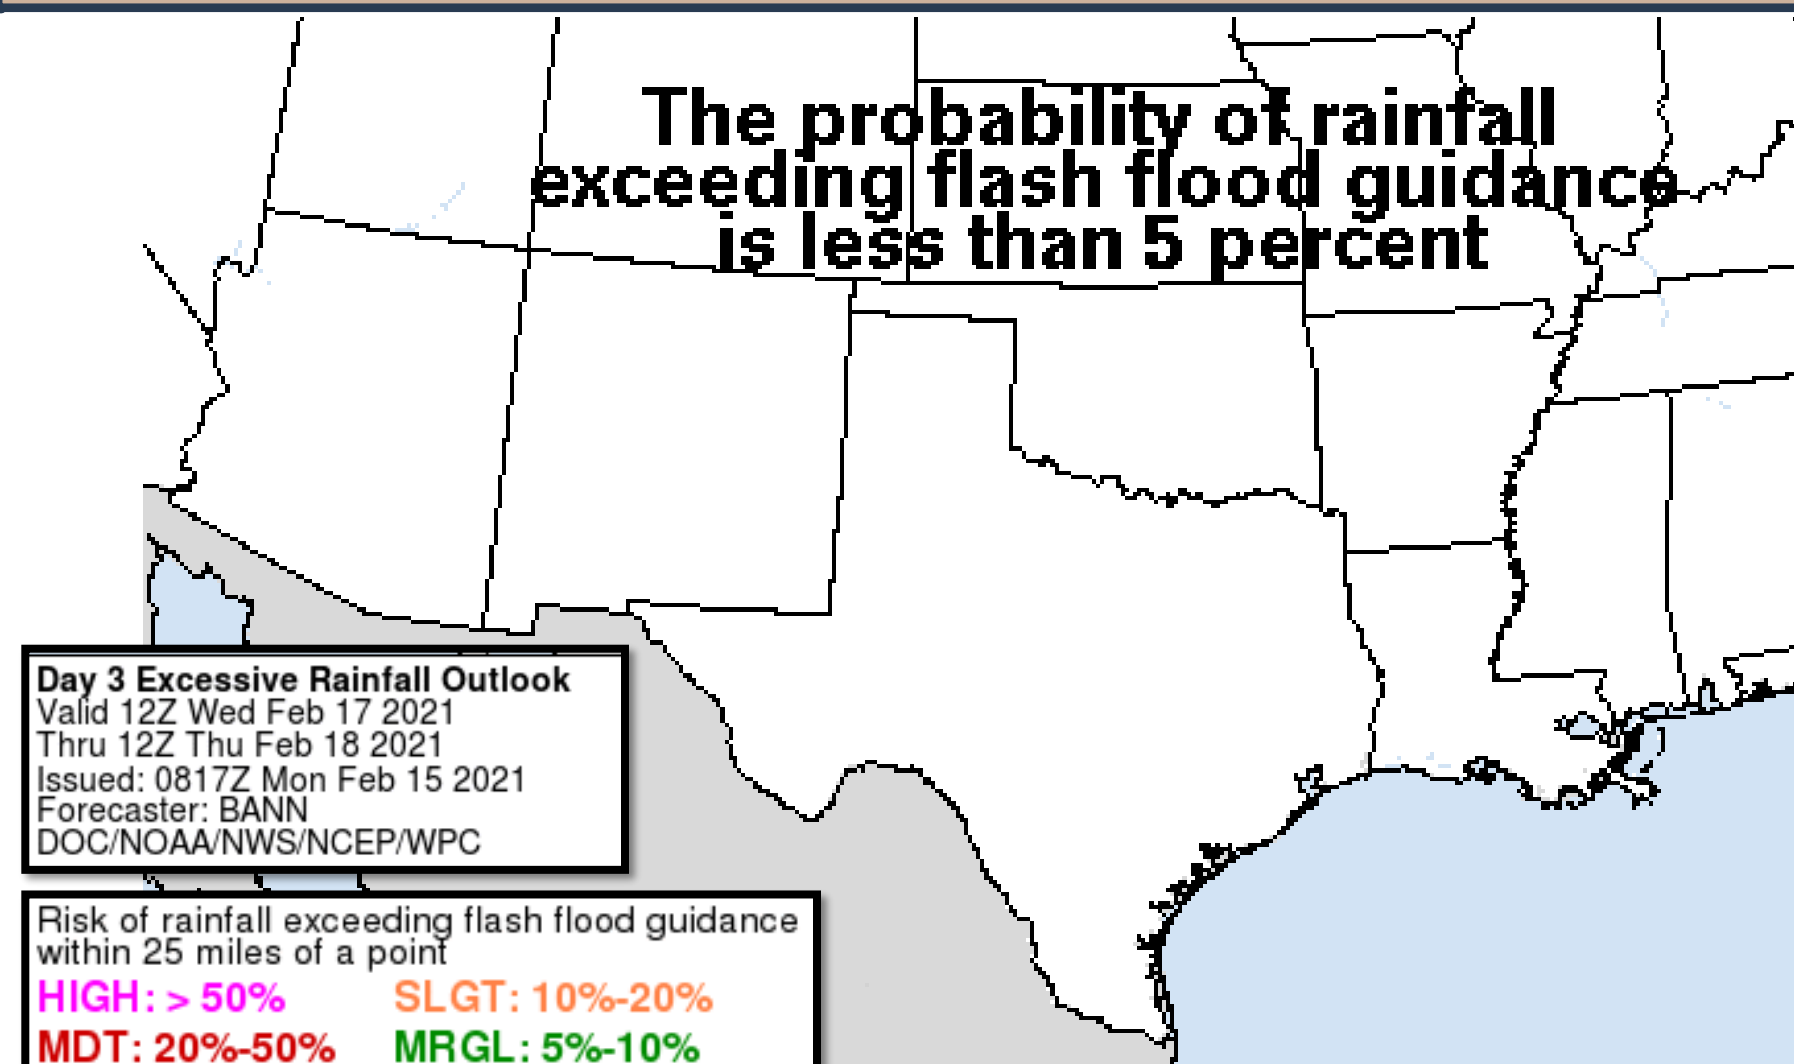 The probability of rainfall
exceeding flash flood guidance
is less than 5 percent
Day 3 Excessive Rainfall Outlook
Valid 12Z Wed Feb 17 2021
Thru 12Z Thu Feb 18 2021
Issued: 0817Z Mon Feb 15 2021
Forecaster: BANN
DOC/NOAA/NWS/NCEP/WPC
Risk of rainfall exceeding flash flood guidance
within 25 miles of a point
HIGH: > 50% SLGT: 10%-20%
MDT: 20%-50% MRGL: 5%-10%